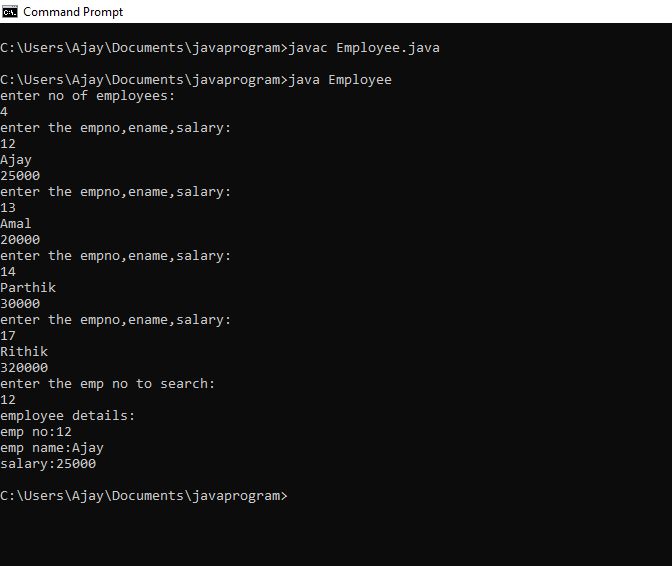 Command Prompt
C:\Users\Ajay\Documents\javaprogram>javac Employee.java
C:\Users\Ajay\Documents\javaprogram>java Employee
enter no of employees:
4
enter the empno,ename,salary:
12
Ajay
25000
enter the empno,ename,salary:
13
Amal
20000
enter the empno,ename,salary:
14
Parthik
30000
enter the empno,ename,salary:
17
Rithik
320000
enter the emp no to search:
12
employee details:
emp no:12
emp name:Ajay
salary:25000
C:\Users\Ajay\Documents\javaprogram>